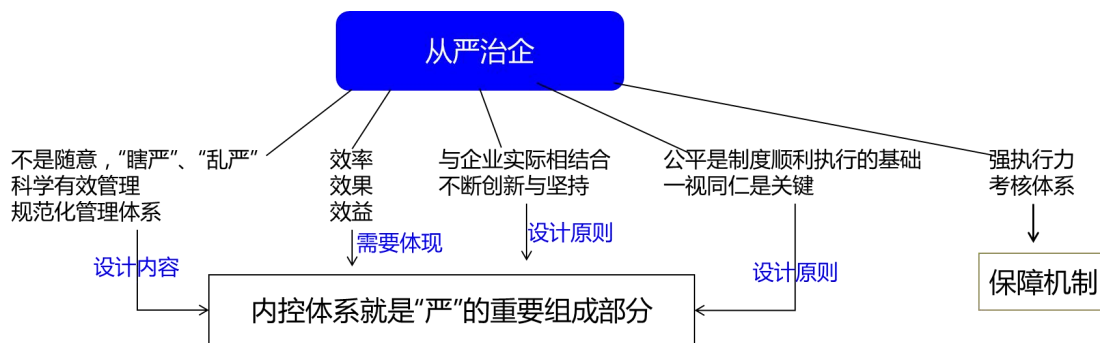 从严治企
不是随意，“瞎严”、“乱严”
科学有效管理
规范化管理体系
效率
效果
效益
与企业实际相结合
不断创新与坚持
公平是制度顺利执行的基础
一视同仁是关键
强执行力
考核体系
设计内容
需要体现
设计原则
设计原则
保障机制
内控体系就是“严”的重要组成部分